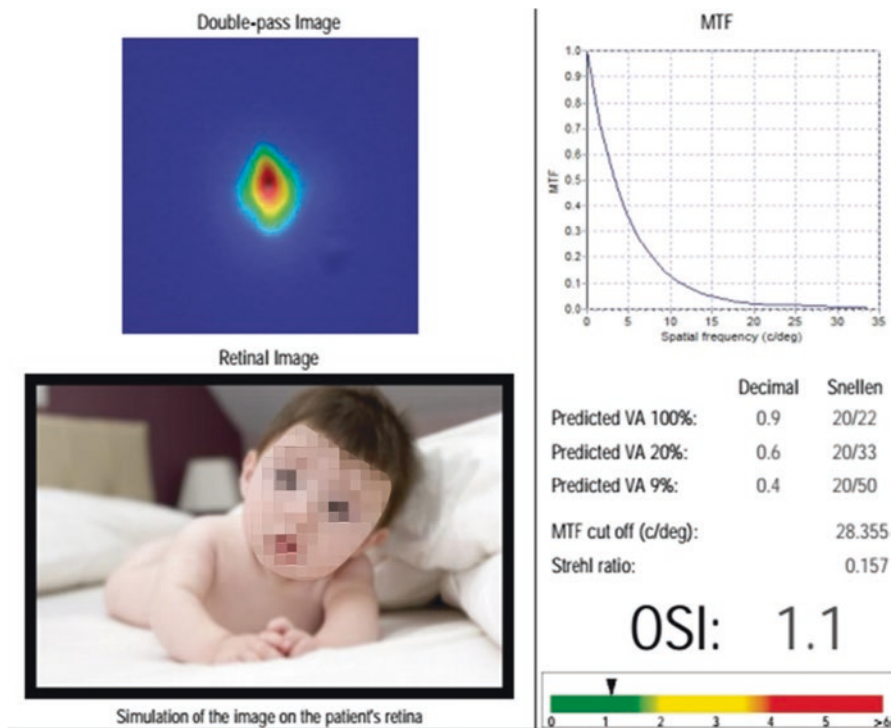 Double-pass Image
Retinal Image
Simulation of the image on the patient's retina
MTF
1.0
0.9
0.8
0.7
0.6
0.5
0.4
0.3
0.2
0.1
0.0
MTF
0 5 10 15 20 25 30 35
Spatial frequency (c/deg)
Decimal Snellen
Predicted VA 100%: 0.9 20/22
Predicted VA 20%: 0.6 20/33
Predicted VA 9%: 0.4 20/50
MTF cut off (c/deg): 28.355
Strehl ratio: 0.157
OSI: 1.1
0 1 2 3 4 5 >6